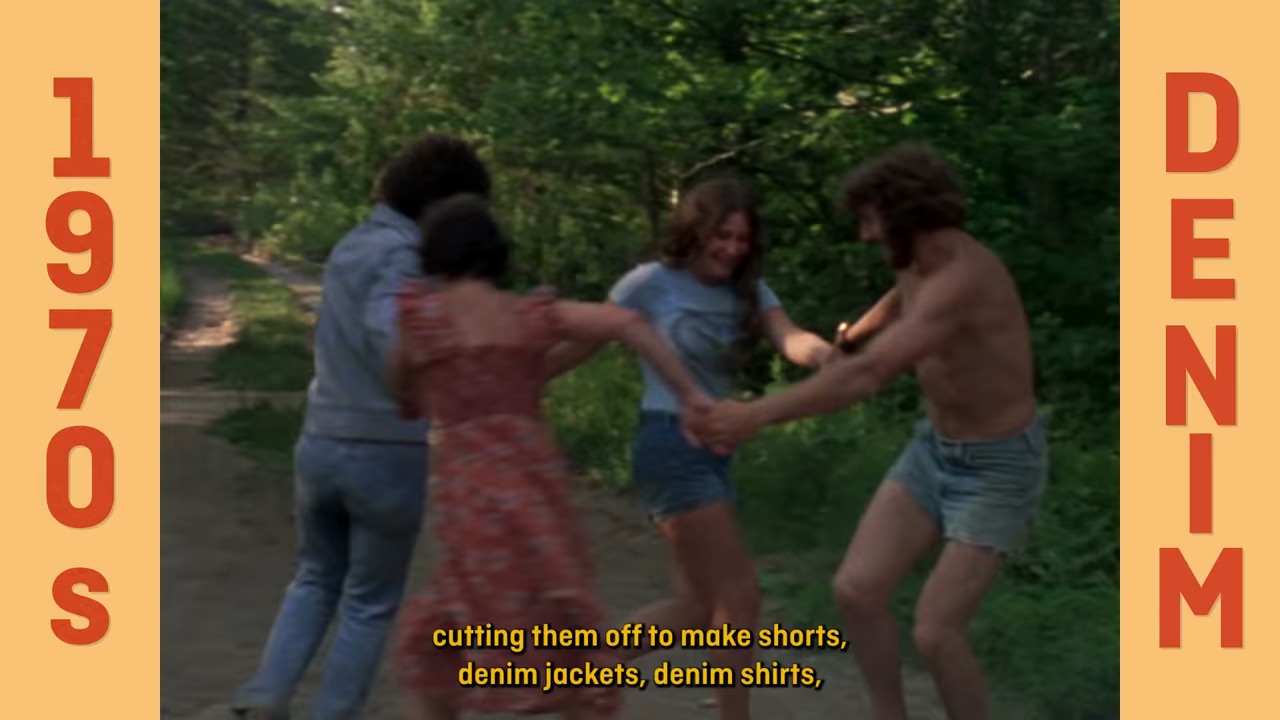 1970s
DENIM
cutting them off to make shorts,
denim jackets, denim shirts,